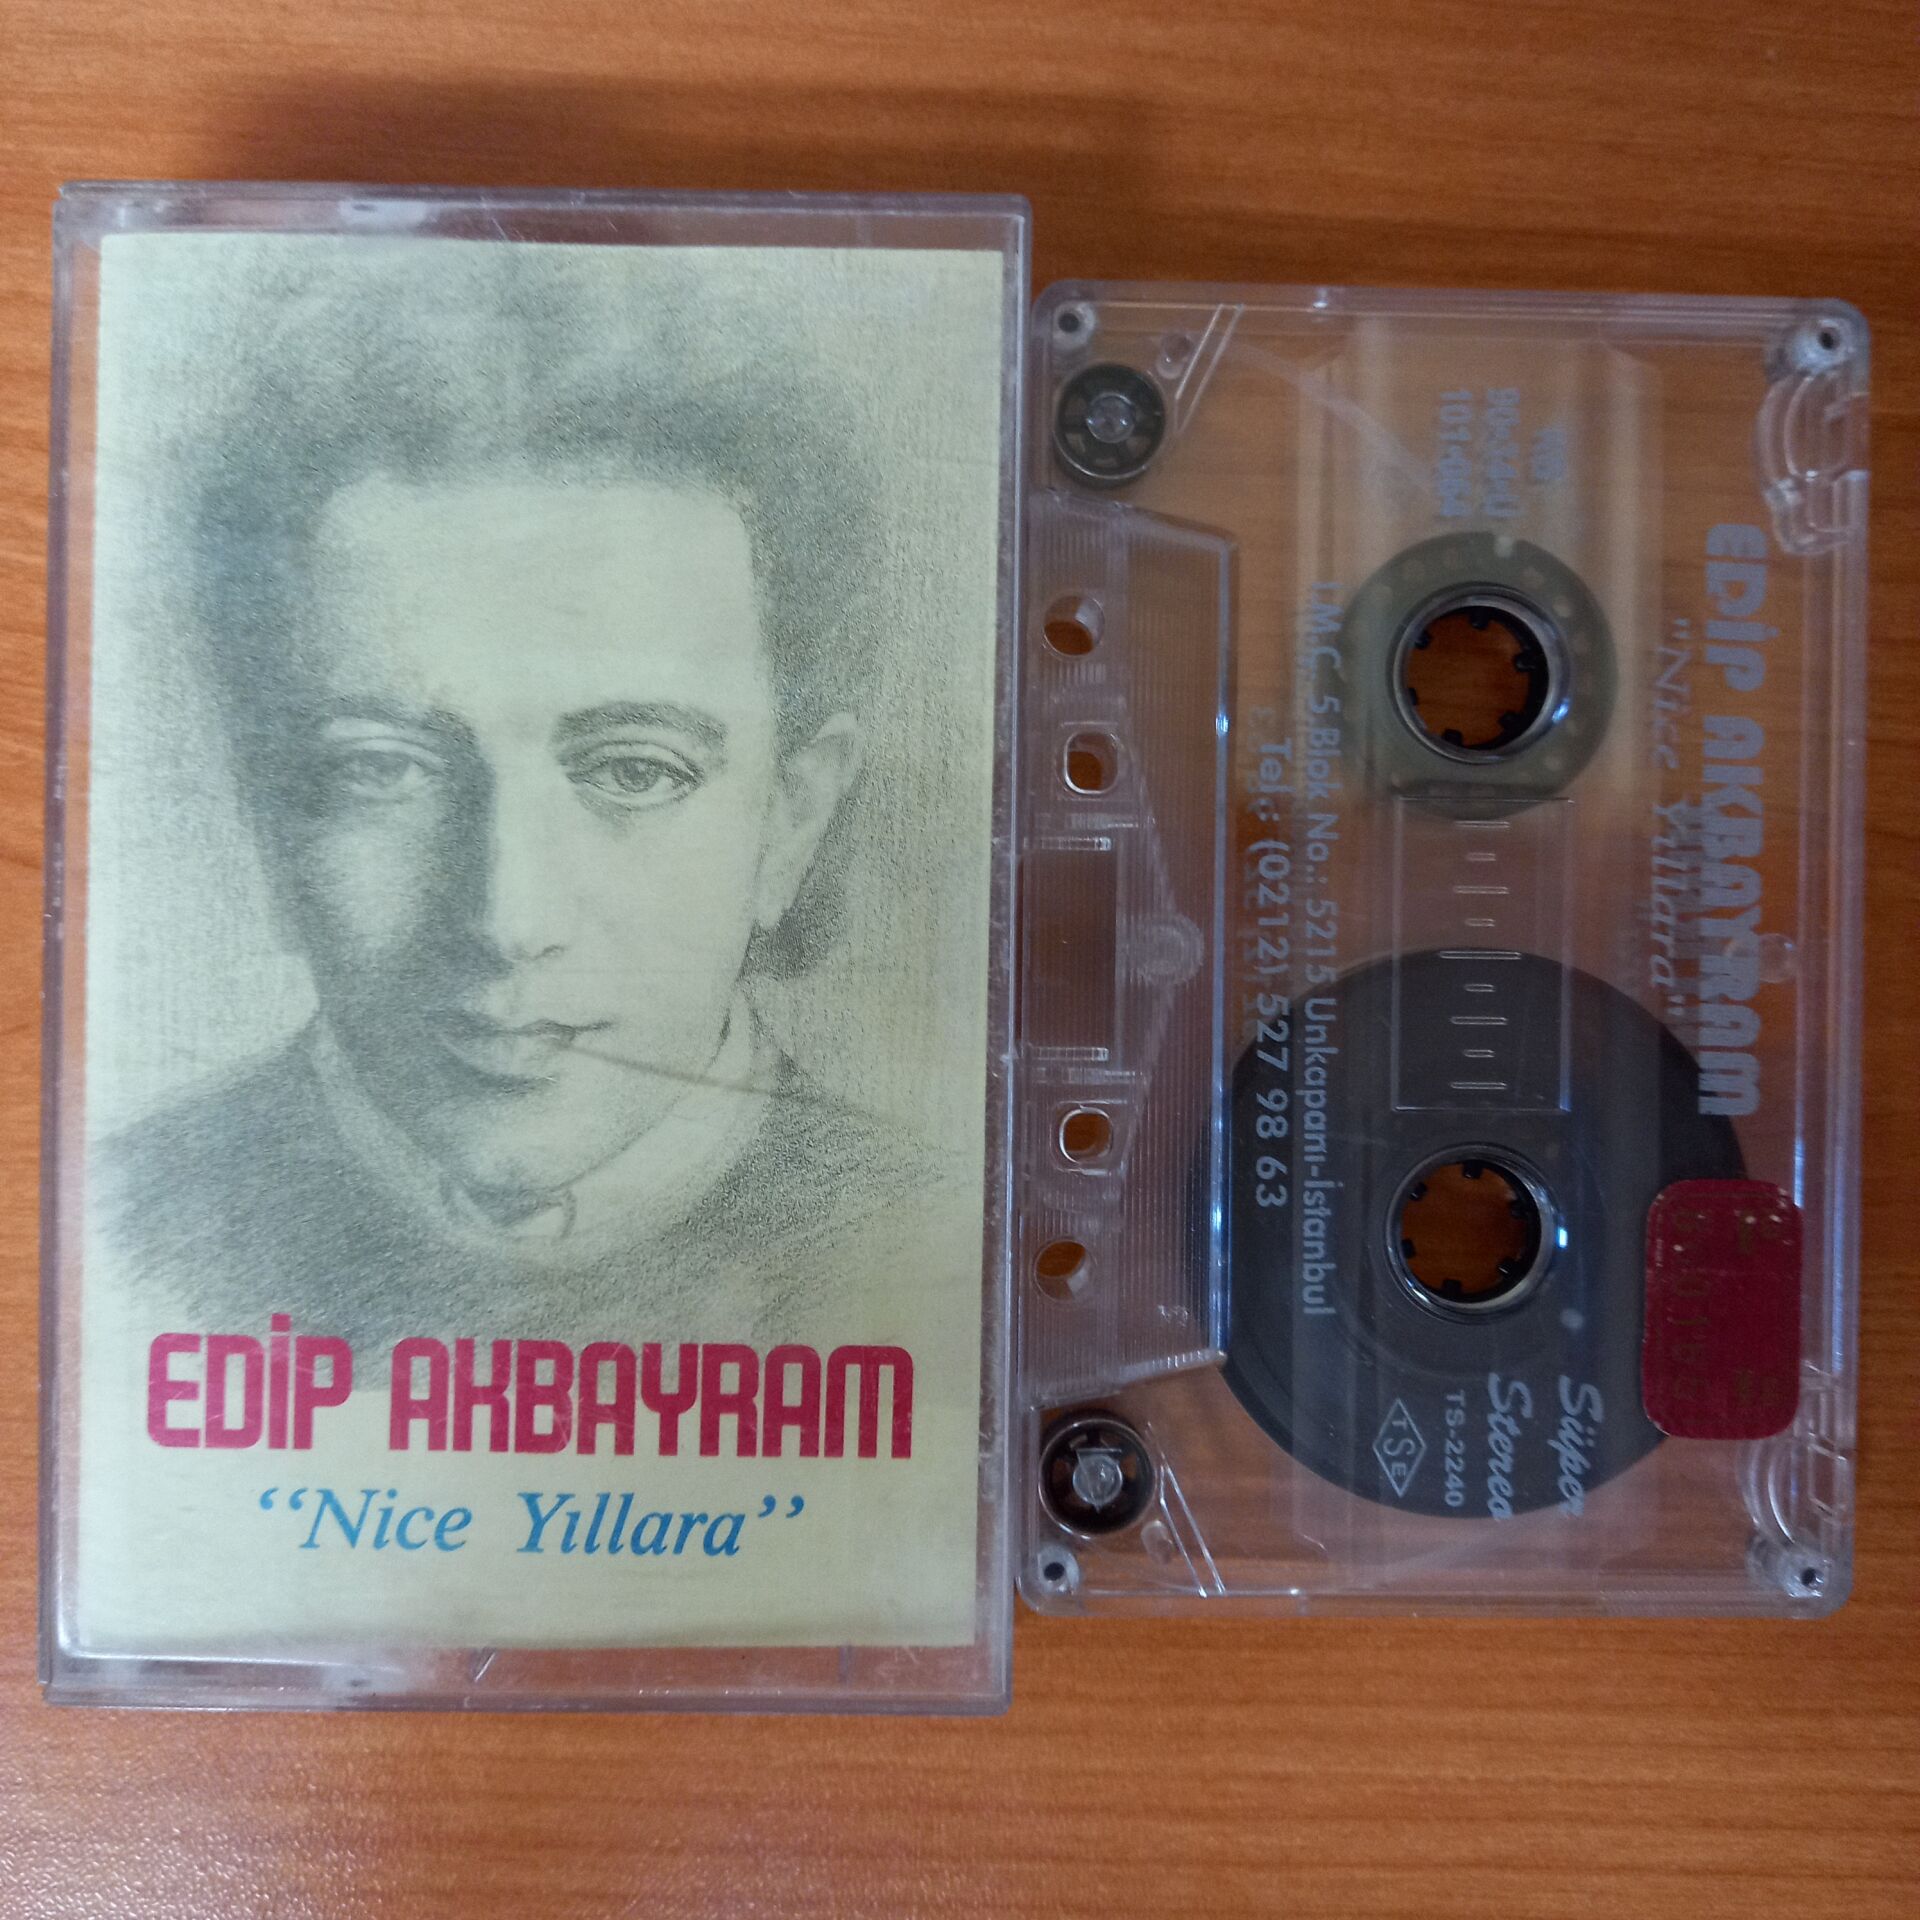 EDİP AKBAYRAM
“Nice Yıllara”
EDİP AKBAYRAM
"Nice Yıllara"
İ.M.Ç. 5.Blok No.: 5215 Unkapanı-İstanbul
Tel.: (0212) 527 98 63
Süper
Stereo
TS-2240
TSE